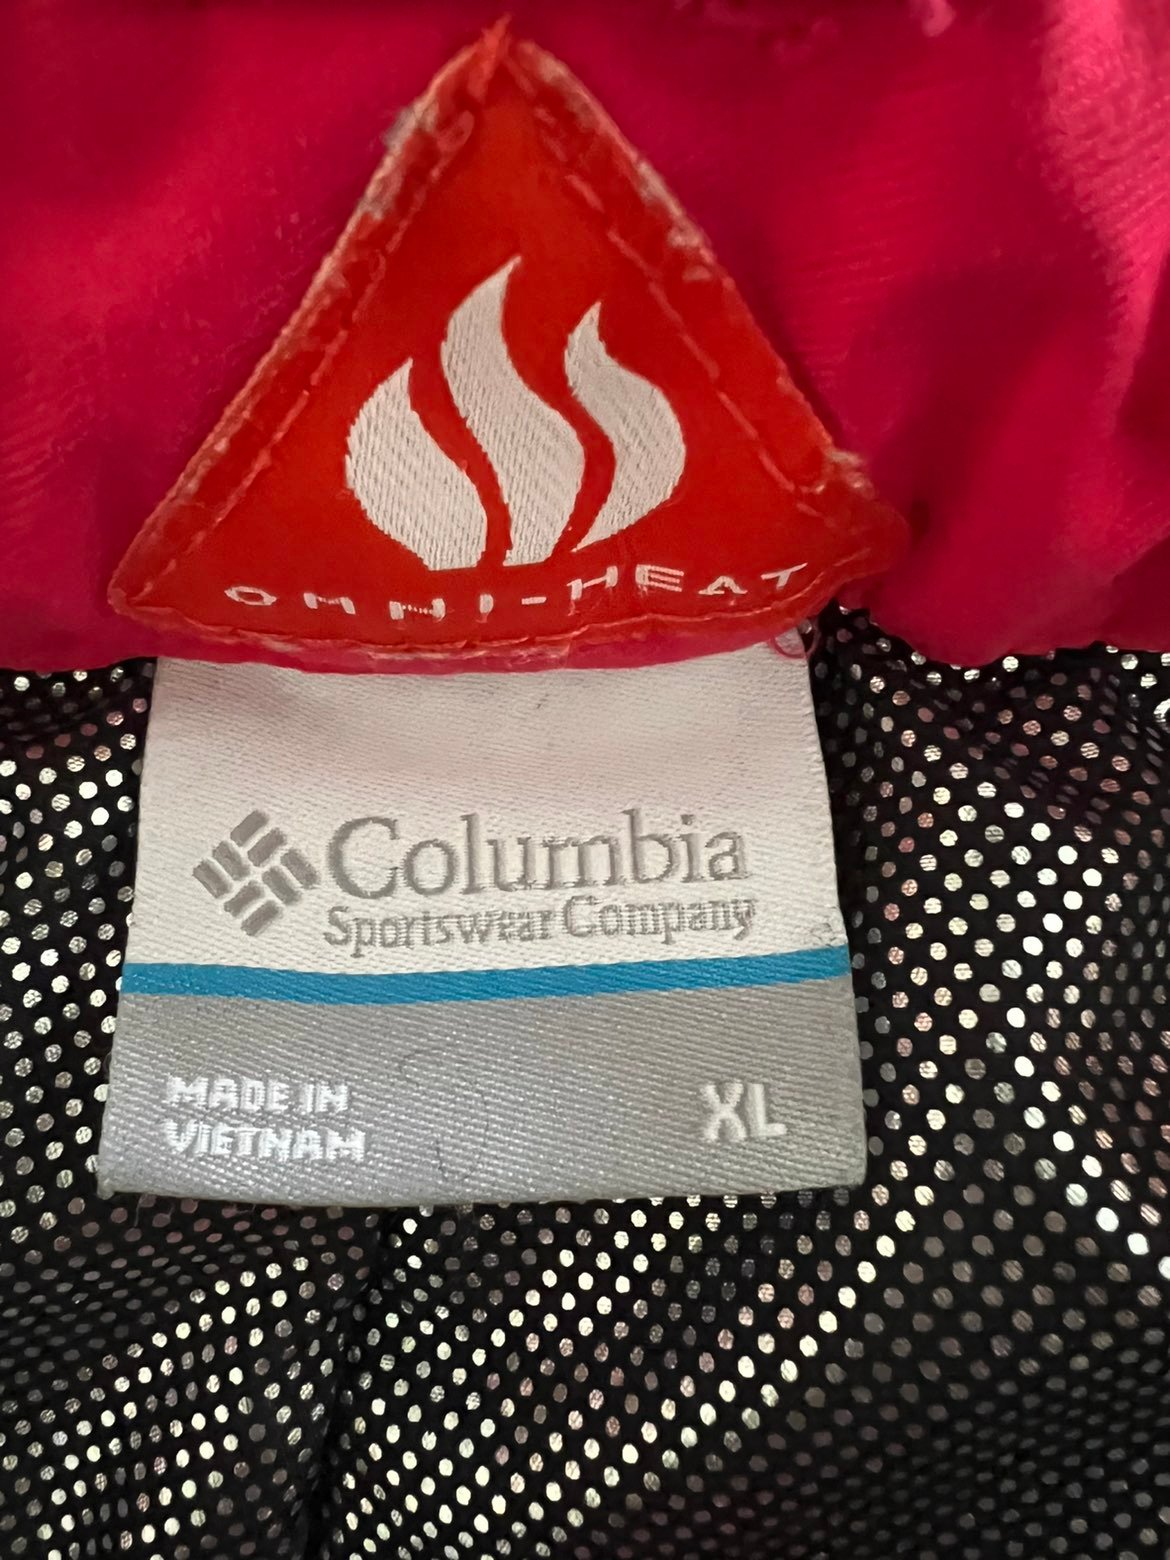 OMNI-HEAT
Columbia
Sportswear Company
MADE IN
VIETNAM
XL